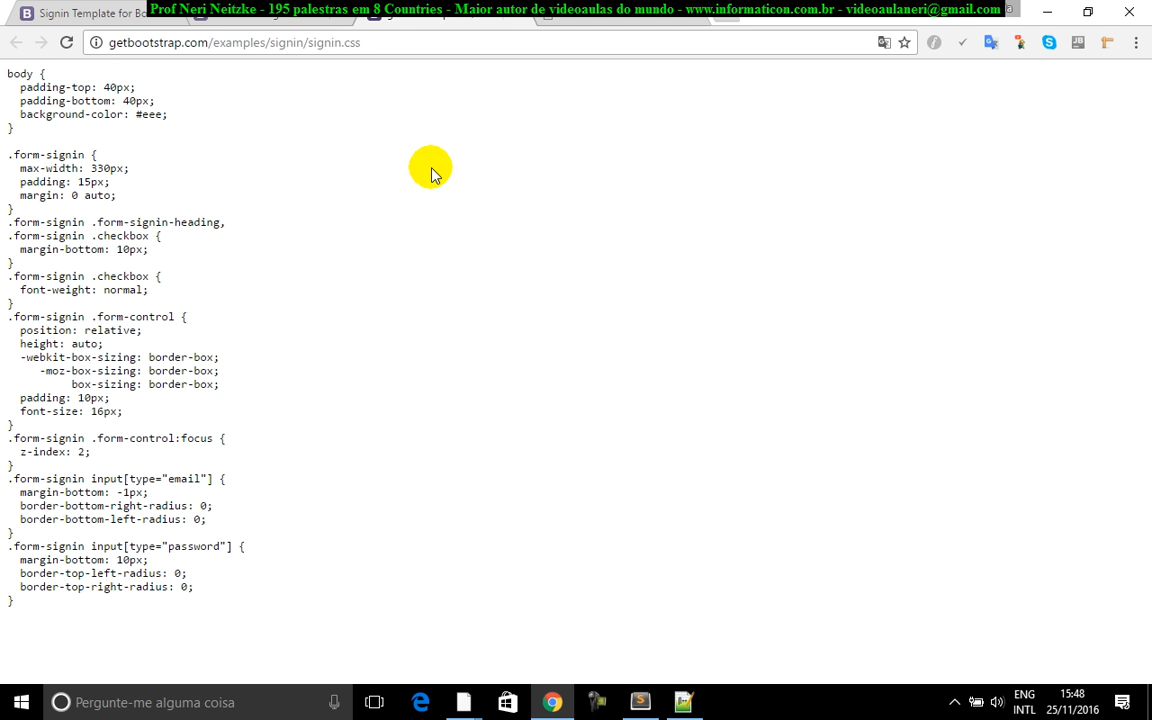 Signin Template for Bo
Prof Neri Neitzke - 195 palestras em 8 Countries - Maior autor de videoaulas do mundo - www.informaticon.com.br - videoaulaneri@gmail.com
getbootstrap.com/examples/signin/signin.css
body {
  padding-top: 40px;
  padding-bottom: 40px;
  background-color: #eee;
}
.form-signin {
  max-width: 330px;
  padding: 15px;
  margin: 0 auto;
}
.form-signin .form-signin-heading,
.form-signin .checkbox {
  margin-bottom: 10px;
}
.form-signin .checkbox {
  font-weight: normal;
}
.form-signin .form-control {
  position: relative;
  height: auto;
  -webkit-box-sizing: border-box;
     -moz-box-sizing: border-box;
          box-sizing: border-box;
  padding: 10px;
  font-size: 16px;
}
.form-signin .form-control:focus {
  z-index: 2;
}
.form-signin input[type="email"] {
  margin-bottom: -1px;
  border-bottom-right-radius: 0;
  border-bottom-left-radius: 0;
}
.form-signin input[type="password"] {
  margin-bottom: 10px;
  border-top-left-radius: 0;
  border-top-right-radius: 0;
}
Pergunte-me alguma coisa
ENG
INTL
15:48
25/11/2016